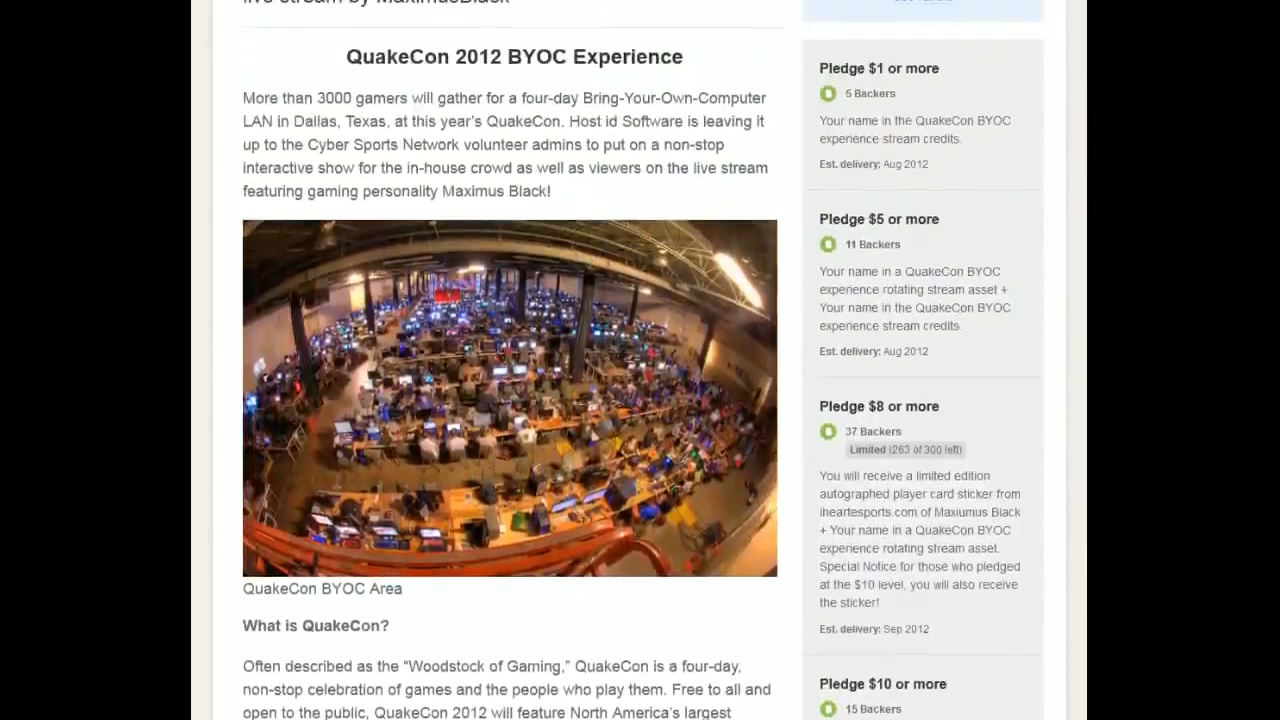 live stream by MaximusBlack
QuakeCon 2012 BYOC Experience
More than 3000 gamers will gather for a four-day Bring-Your-Own-Computer
LAN in Dallas, Texas, at this year's QuakeCon. Host id Software is leaving it
up to the Cyber Sports Network volunteer admins to put on a non-stop
interactive show for the in-house crowd as well as viewers on the live stream
featuring gaming personality Maximus Black!
QuakeCon BYOC Area
What is QuakeCon?
Often described as the “Woodstock of Gaming,” QuakeCon is a four-day,
non-stop celebration of games and the people who play them. Free to all and
open to the public, QuakeCon 2012 will feature North America's largest
Pledge $1 or more
5 Backers
Your name in the QuakeCon BYOC
experience stream credits.
Est. delivery: Aug 2012
Pledge $5 or more
11 Backers
Your name in a QuakeCon BYOC
experience rotating stream asset +
Your name in the QuakeCon BYOC
experience stream credits.
Est. delivery: Aug 2012
Pledge $8 or more
37 Backers
Limited (263 of 300 left)
You will receive a limited edition
autographed player card sticker from
iheartesports.com of Maxiumus Black
+ Your name in a QuakeCon BYOC
experience rotating stream asset.
Special Notice for those who pledged
at the $10 level, you will also receive
the sticker!
Est. delivery: Sep 2012
Pledge $10 or more
15 Backers